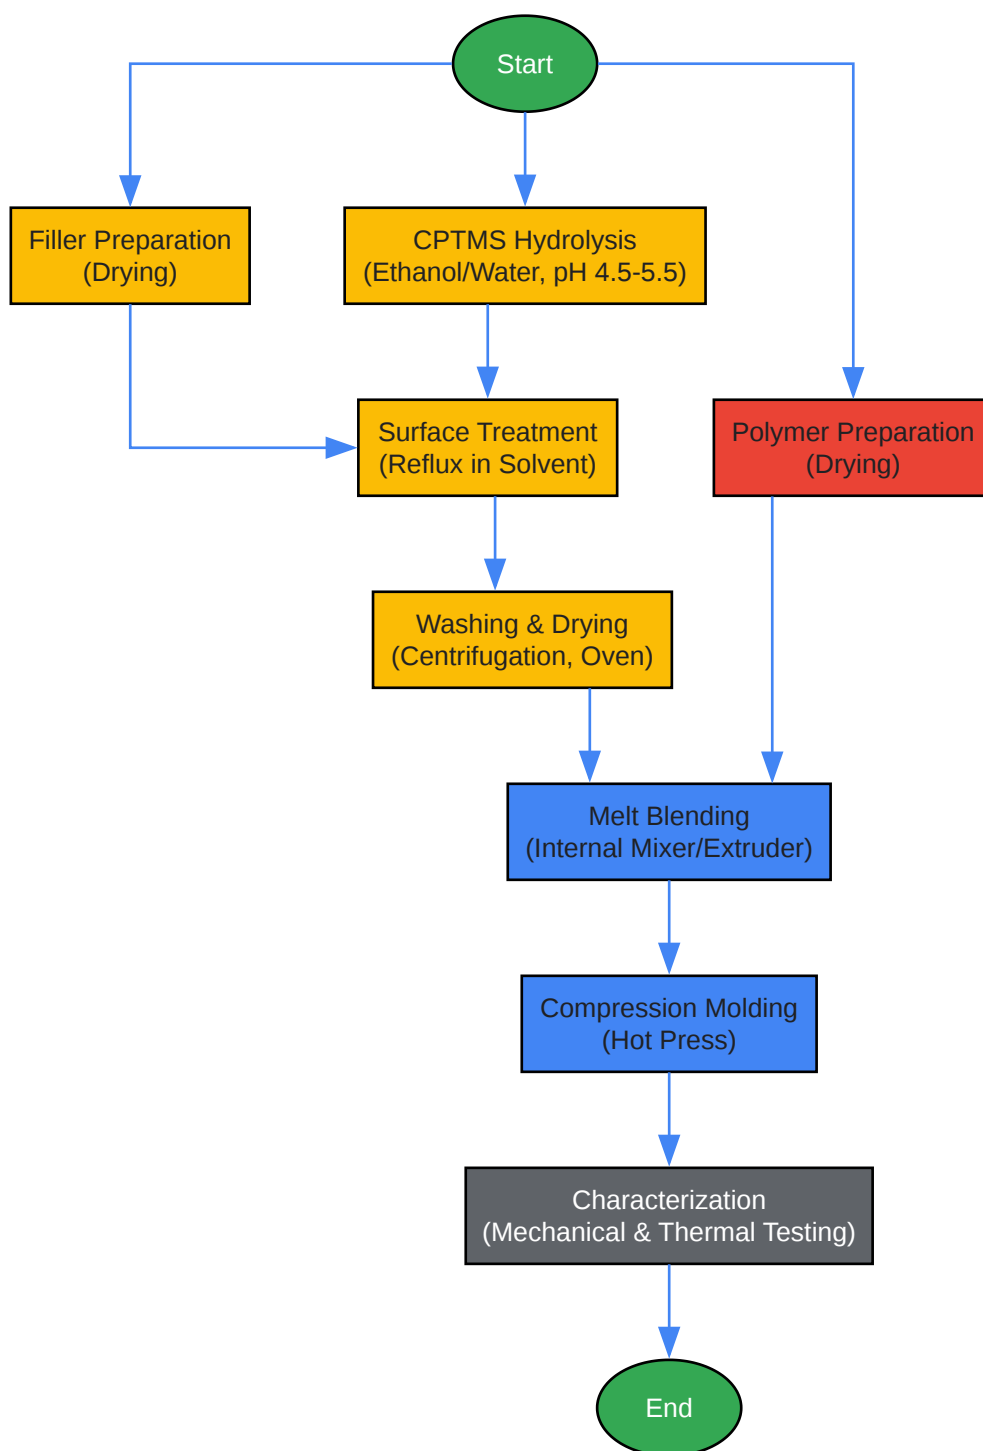 Start
Filler Preparation
(Drying)
CPTMS Hydrolysis
(Ethanol/Water, pH 4.5-5.5)
Surface Treatment
(Reflux in Solvent)
Polymer Preparation
(Drying)
Washing & Drying
(Centrifugation, Oven)
Melt Blending
(Internal Mixer/Extruder)
Compression Molding
(Hot Press)
Characterization
(Mechanical & Thermal Testing)
End